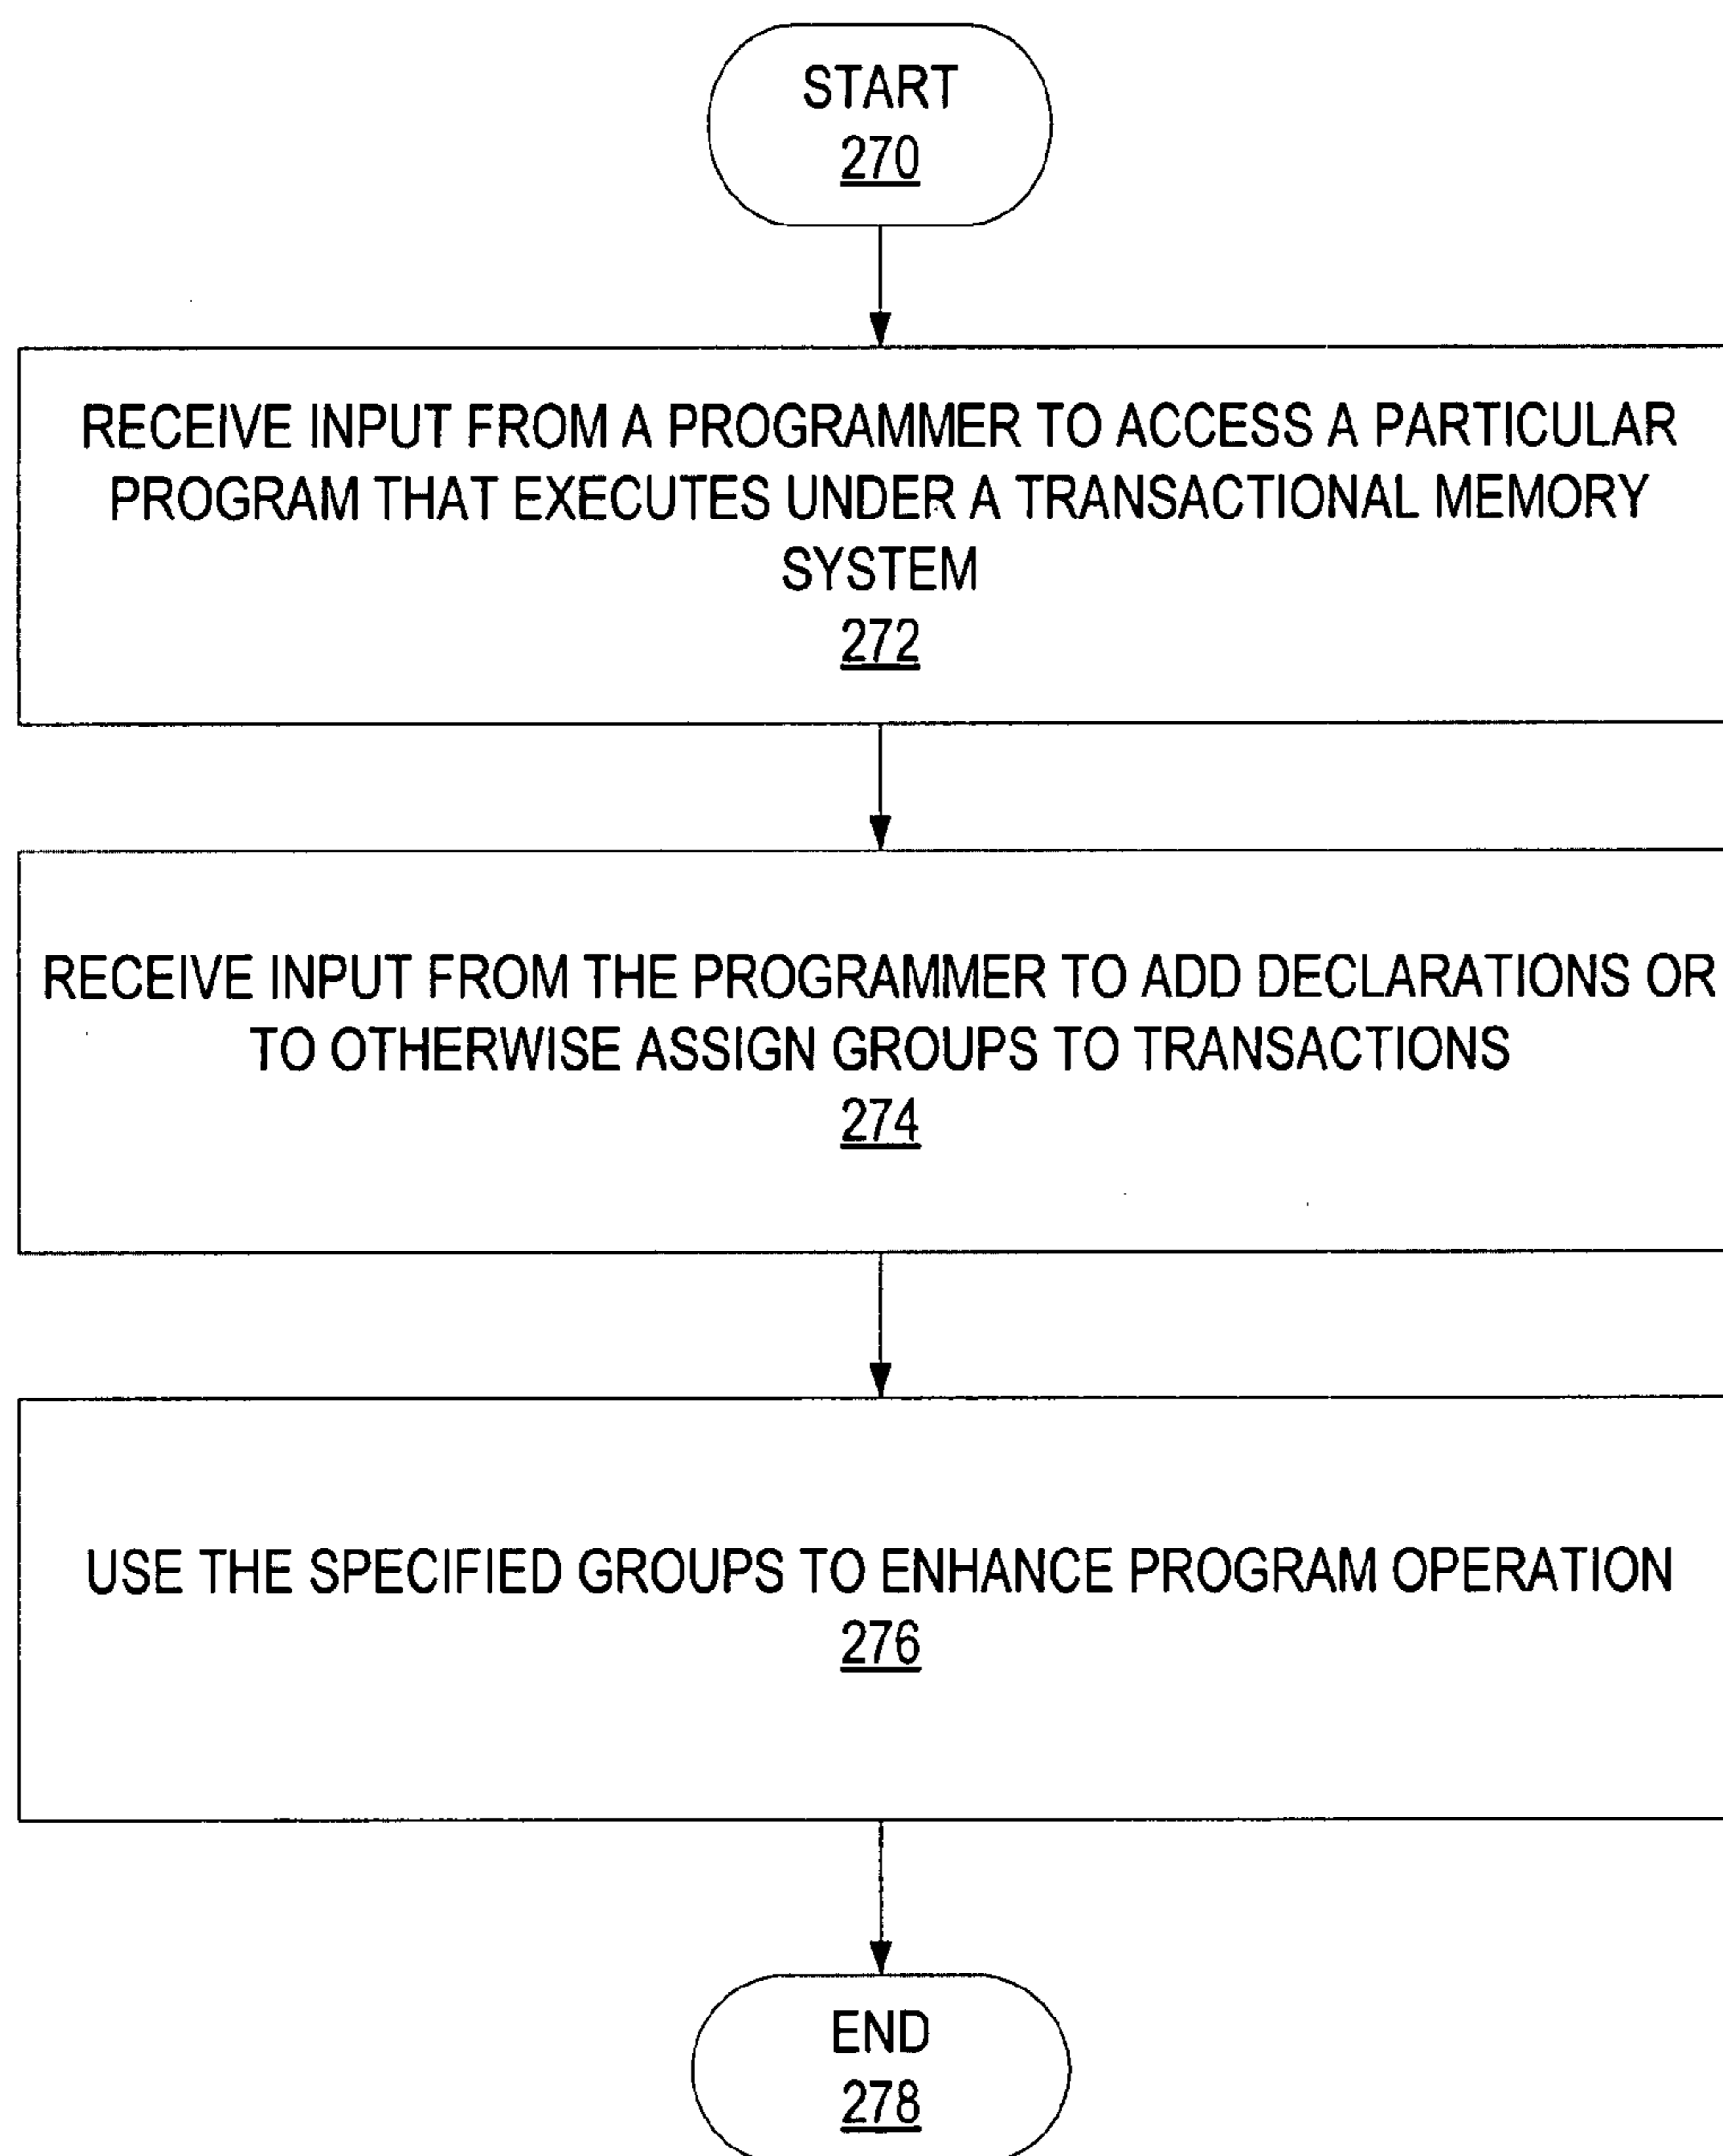 START
270
RECEIVE INPUT FROM A PROGRAMMER TO ACCESS A PARTICULAR
PROGRAM THAT EXECUTES UNDER A TRANSACTIONAL MEMORY
SYSTEM
272
RECEIVE INPUT FROM THE PROGRAMMER TO ADD DECLARATIONS OR
TO OTHERWISE ASSIGN GROUPS TO TRANSACTIONS
274
USE THE SPECIFIED GROUPS TO ENHANCE PROGRAM OPERATION
276
END
278